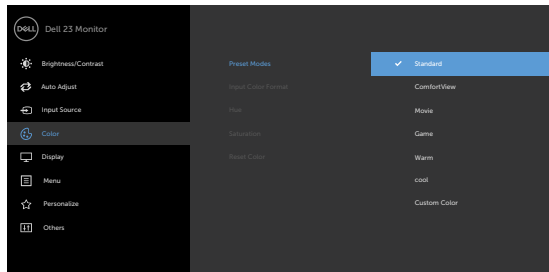 DELL
Dell 23 Monitor
Brightness/Contrast
Auto Adjust
Input Source
Color
Display
Menu
Personalize
Others
Preset Modes
Input Color Format
Hue
Saturation
Reset Color
Standard
ComfortView
Movie
Game
Warm
cool
Custom Color